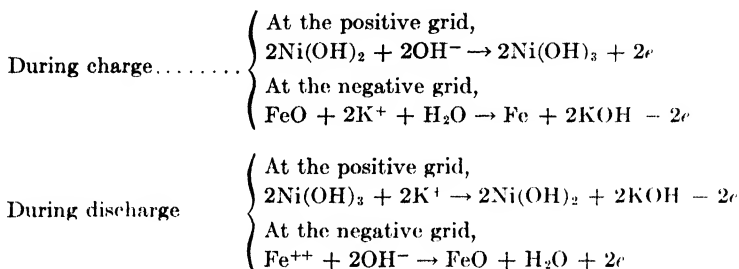 At the positive grid,
During charge........ 2Ni(OH)₂ + 2OH⁻ → 2Ni(OH)₃ + 2e
At the negative grid,
FeO + 2K⁺ + H₂O → Fe + 2KOH − 2e
At the positive grid,
During discharge 2Ni(OH)₃ + 2K⁺ → 2Ni(OH)₂ + 2KOH − 2e
At the negative grid,
Fe⁺⁺ + 2OH⁻ → FeO + H₂O + 2e